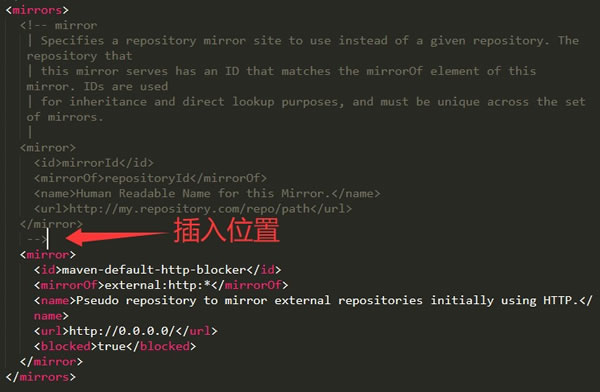 <mirrors>
<!-- mirror
| Specifies a repository mirror site to use instead of a given repository. The
repository that
| this mirror serves has an ID that matches the mirrorOf element of this
mirror. IDs are used
| for inheritance and direct lookup purposes, and must be unique across the set
of mirrors.
|
<mirror>
<id>mirrorId</id>
<mirrorOf>repositoryId</mirrorOf>
<name>Human Readable Name for this Mirror.</name>
<url>http://my.repository.com/repo/path</url>
</mirror>
--> 插入位置
<mirror>
<id>maven-default-http-blocker</id>
<mirrorOf>external:http:*</mirrorOf>
<name>Pseudo repository to mirror external repositories initially using HTTP.</
name>
<url>http://0.0.0.0/</url>
<blocked>true</blocked>
</mirror>
</mirrors>